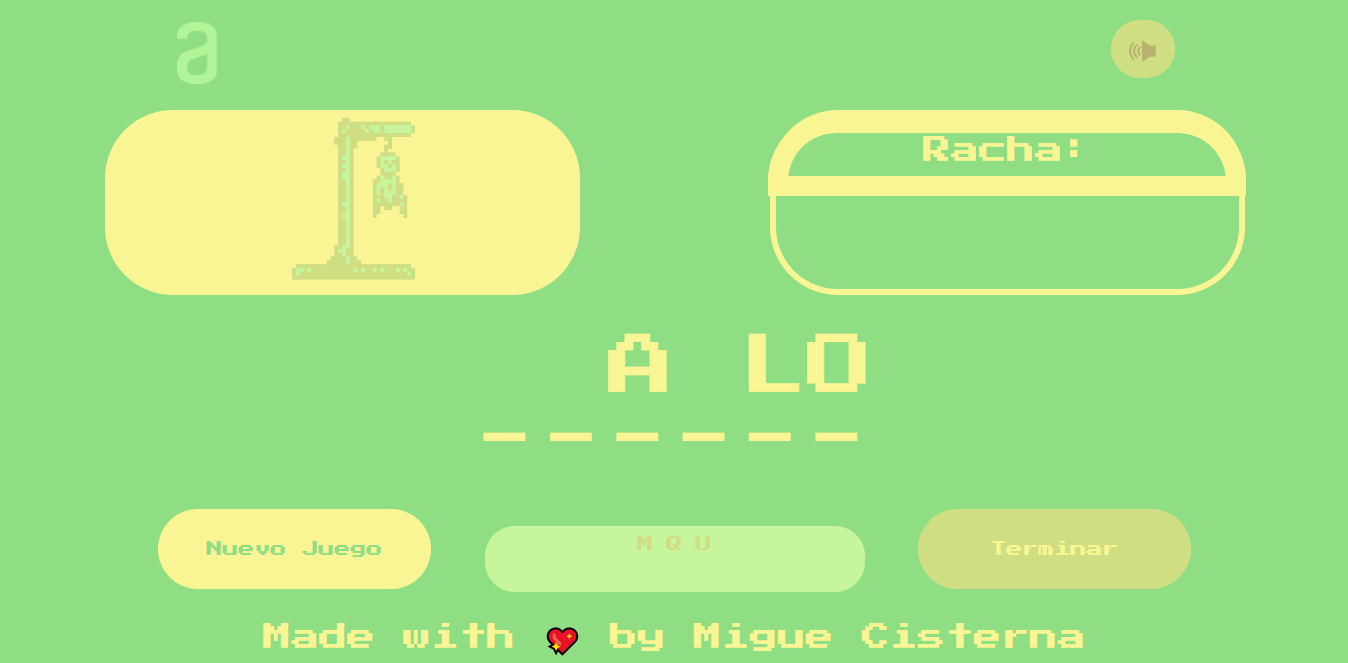 a
Racha:
A LO
_ _ _ _ _ _
Nuevo Juego
M Q U
Terminar
Made with 💖 by Migue Cisterna